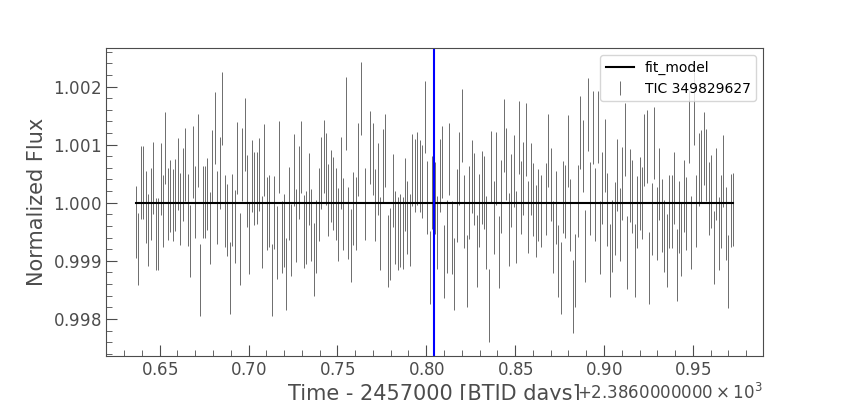 fit_model
TIC 349829627
Normalized Flux
1.002
1.001
1.000
0.999
0.998
0.65 0.70 0.75 0.80 0.85 0.90 0.95
Time - 2457000 [BTJD days]
+2.3860000000 × 10³